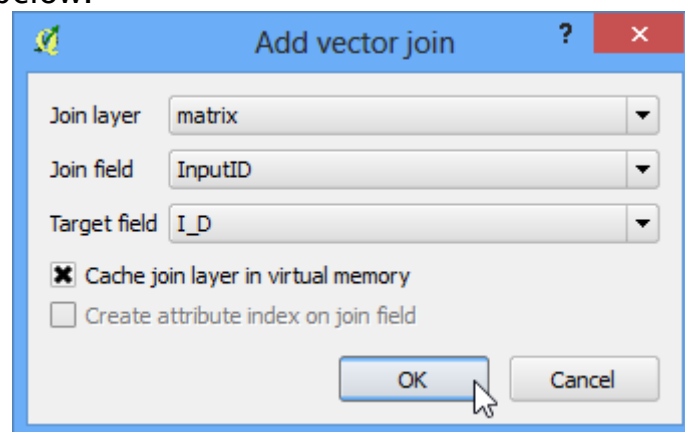 below.
Add vector join ?
Join layer matrix
Join field InputID
Target field I_D
Cache join layer in virtual memory
Create attribute index on join field
OK Cancel